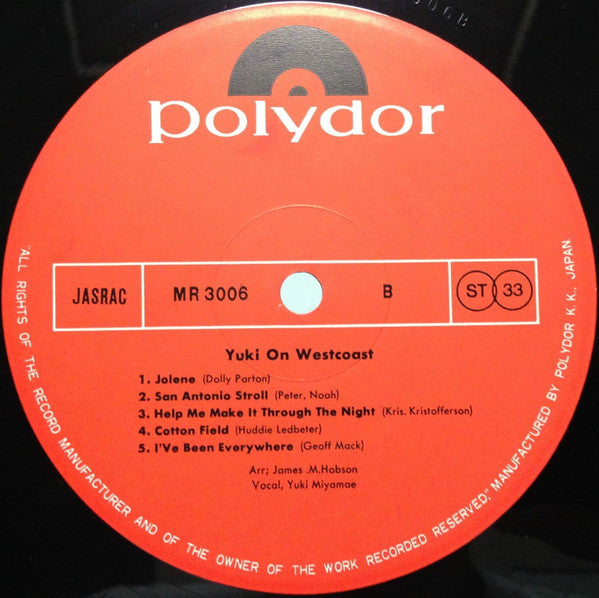 306B
polydor
JASRAC
MR 3006
B
ST 33
Yuki On Westcoast
1. Jolene (Dolly Parton)
2. San Antonio Stroll (Peter, Noah)
3. Help Me Make It Through The Night (Kris. Kristofferson)
4. Cotton Field (Huddie Ledbeter)
5. I'Ve Been Everywhere (Geoff Mack)
Arr; James .M.Hobson
Vocal, Yuki Miyamae
"ALL RIGHTS OF THE RECORD MANUFACTURER AND OF THE OWNER OF THE WORK RECORDED RESERVED." MANUFACTURED BY POLYDOR K.K., JAPAN.